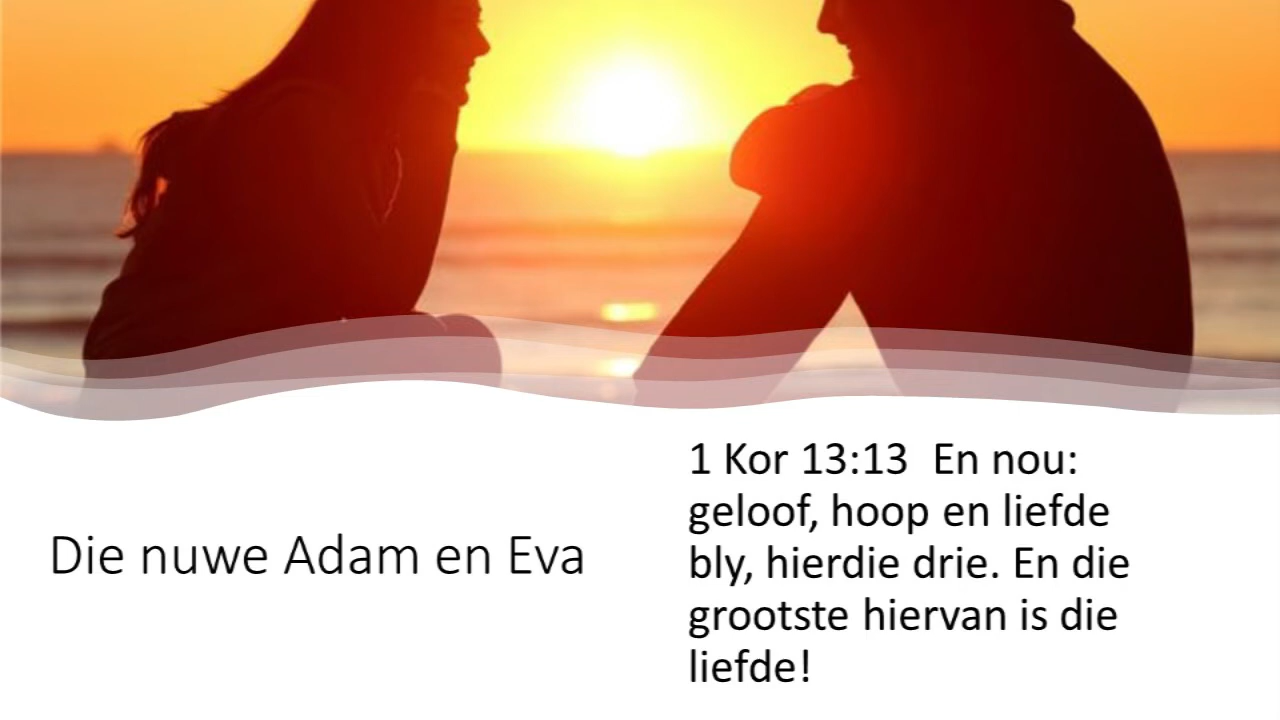 Die nuwe Adam en Eva
1 Kor 13:13  En nou:
geloof, hoop en liefde
bly, hierdie drie. En die
grootste hiervan is die
liefde!